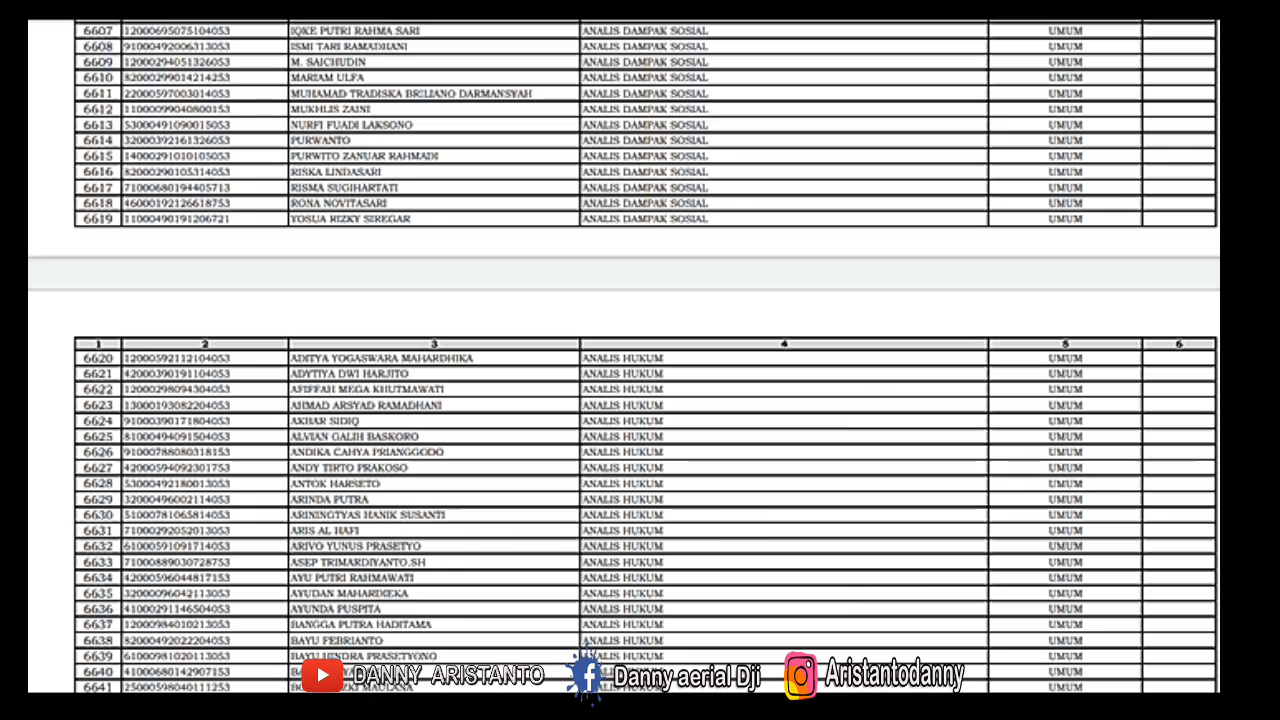 6607 12000695075104053 IQKE PUTRI RAHMA SARI ANALIS DAMPAK SOSIAL UMUM
6608 91000492006313053 ISMI TARI RAMADHANI ANALIS DAMPAK SOSIAL UMUM
6609 12000294051326053 M. SAICHUDIN ANALIS DAMPAK SOSIAL UMUM
6610 82000299014214253 MARIAM ULFA ANALIS DAMPAK SOSIAL UMUM
6611 22000597003014053 MUHAMAD TRADISKA BRILIANO DARMANSYAH ANALIS DAMPAK SOSIAL UMUM
6612 11000099040800153 MUKHLIS ZAINI ANALIS DAMPAK SOSIAL UMUM
6613 53000491090015053 NURFI FUADI LAKSONO ANALIS DAMPAK SOSIAL UMUM
6614 32000392161326053 PURWANTO ANALIS DAMPAK SOSIAL UMUM
6615 14000291010105053 PURWITO ZANUAR RAHMADI ANALIS DAMPAK SOSIAL UMUM
6616 82000290105314053 RISKA LINDASARI ANALIS DAMPAK SOSIAL UMUM
6617 71000680194405713 RISMA SUGIHARTATI ANALIS DAMPAK SOSIAL UMUM
6618 46000192126618753 RONA NOVITASARI ANALIS DAMPAK SOSIAL UMUM
6619 11000490191206721 YOSUA RIZKY SIREGAR ANALIS DAMPAK SOSIAL UMUM
1 2 3 4 5 6
6620 12000592112104053 ADITYA YOGASWARA MAHARDHIKA ANALIS HUKUM UMUM
6621 42000390191104053 ADYTIYA DWI HARJITO ANALIS HUKUM UMUM
6622 12000298094304053 AFIFFAH MEGA KHUTMAWATI ANALIS HUKUM UMUM
6623 13000193082204053 AHMAD ARSYAD RAMADHANI ANALIS HUKUM UMUM
6624 91000390171804053 AKBAR SIDIQ ANALIS HUKUM UMUM
6625 81000494091504053 ALVIAN GALIH BASKORO ANALIS HUKUM UMUM
6626 91000788080318153 ANDIKA CAHYA PRIANGGODO ANALIS HUKUM UMUM
6627 42000594092301753 ANDY TIRTO PRAKOSO ANALIS HUKUM UMUM
6628 53000492180013053 ANTOK HARSETO ANALIS HUKUM UMUM
6629 32000496002114053 ARINDA PUTRA ANALIS HUKUM UMUM
6630 51000781065814053 ARININGTYAS HANIK SUSANTI ANALIS HUKUM UMUM
6631 71000292052013053 ARIS AL HAFI ANALIS HUKUM UMUM
6632 61000591091714053 ARIVO YUNUS PRASETYO ANALIS HUKUM UMUM
6633 71000889030728753 ASEP TRIMARDIYANTO.SH ANALIS HUKUM UMUM
6634 42000596044817153 AYU PUTRI RAHMAWATI ANALIS HUKUM UMUM
6635 32000096042113053 AYUDAN MAHARDIEKA ANALIS HUKUM UMUM
6636 41000291146504053 AYUNDA PUSPITA ANALIS HUKUM UMUM
6637 12000984010213053 BANGGA PUTRA HADITAMA ANALIS HUKUM UMUM
6638 82000492022204053 BAYU FEBRIANTO ANALIS HUKUM UMUM
6639 61000981020113053 BAYU HENDRA PRASETYONO ANALIS HUKUM UMUM
6640 41000680142907153 ANALIS HUKUM UMUM
6641 25000598040111253 MAULANA ANALIS HUKUM UMUM
DANNY ARISTANTO Danny aerial Dji Aristantodanny